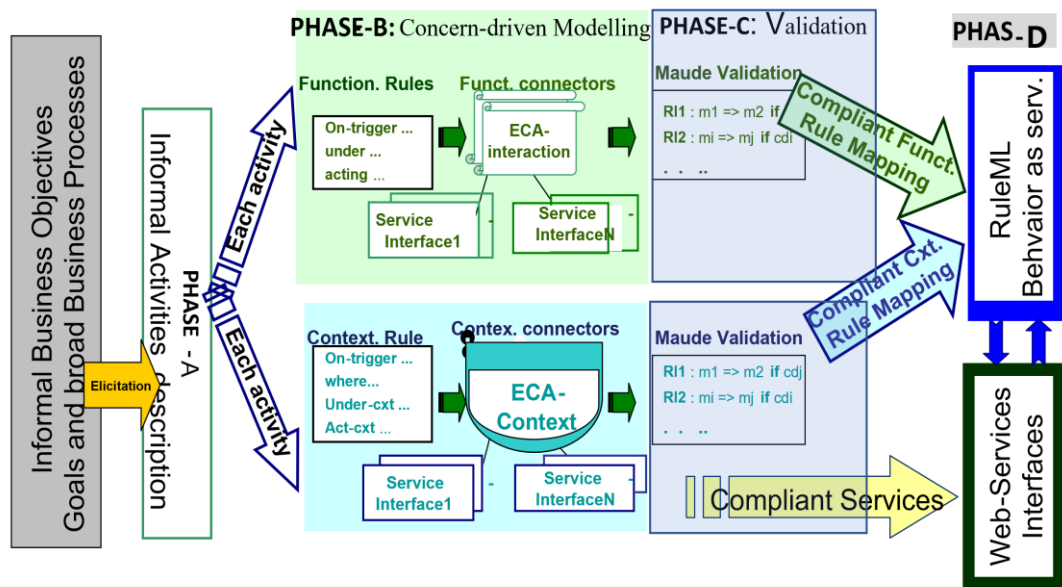 Informal Business Objectives
Goals and broad Business Processes
Elicitation
PHASE - A
Informal Activities description
Each activity
Each activity
PHASE-B: Concern-driven Modelling
Function. Rules
Funct. connectors
On-trigger ...
under ...
acting ...
ECA-
interaction
Service
Interface1
-
Service
InterfaceN
-
Context. Rule
Contex. connectors
On-trigger ...
where...
Under-cxt ...
Act-cxt ...
ECA-
Context
Service
Interface1
-
Service
InterfaceN
-
PHASE-C: Validation
Maude Validation
RI1 : m1 => m2 if
RI2 : mi => mj if cdi
. . ..
Maude Validation
RI1 : m1 => m2 if cdj
RI2 : mi => mj if cdi
. . ..
Compliant Funct.
Rule Mapping
Compliant Cxt.
Rule Mapping
Compliant Services
PHAS-D
RuleML
Behvaior as serv.
Web-Services
Interfaces